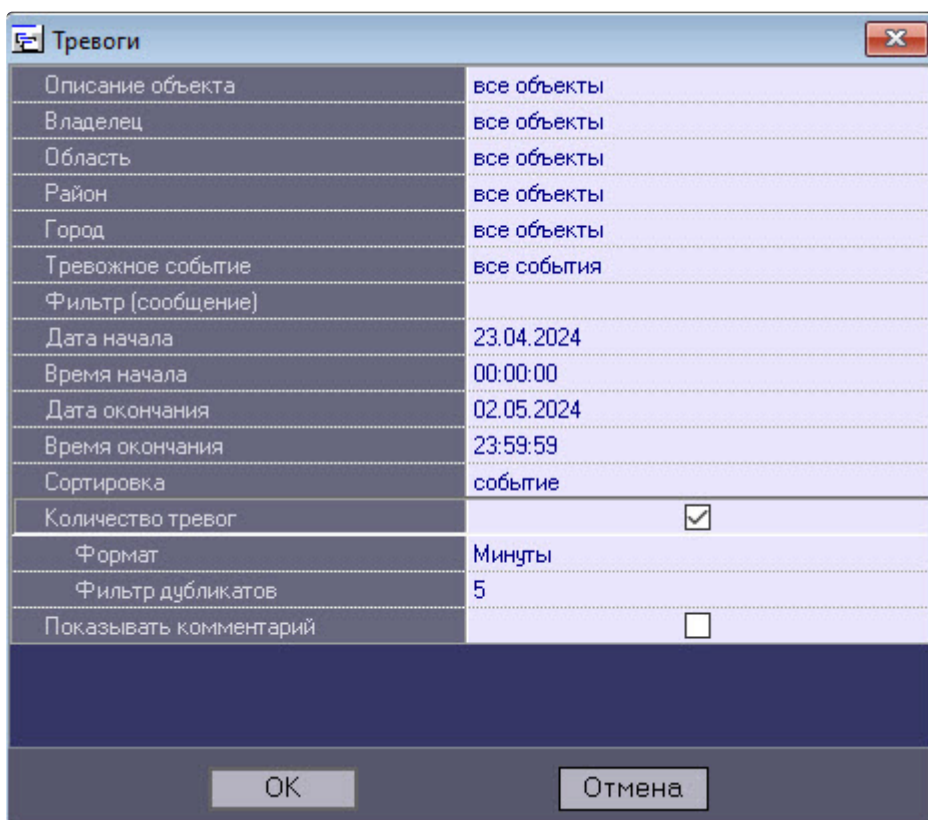 Тревоги
Описание объекта все объекты
Владелец все объекты
Область все объекты
Район все объекты
Город все объекты
Тревожное событие все события
Фильтр (сообщение)
Дата начала 23.04.2024
Время начала 00:00:00
Дата окончания 02.05.2024
Время окончания 23:59:59
Сортировка событие
Количество тревог
Формат Минуты
Фильтр дубликатов 5
Показывать комментарий
OK Отмена